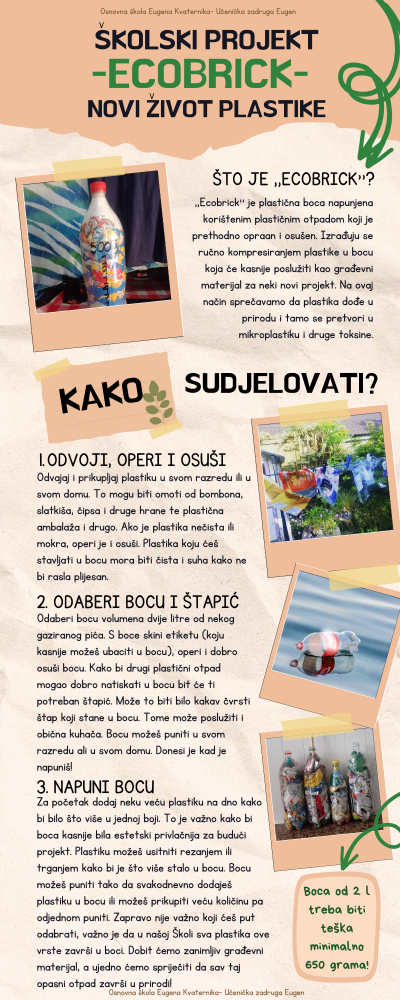 Osnovna škola Eugena Kvaternika- Učenička zadruga Eugen
ŠKOLSKI PROJEKT
-ECOBRICK-
NOVI ŽIVOT PLASTIKE
ŠTO JE ,,ECOBRICK’’?
,,Ecobrick’’ je plastična boca napunjena
korištenim plastičnim otpadom koji je
prethodno opraan i osušen. Izrađuju se
ručno kompresiranjem plastike u bocu
koja će kasnije poslužiti kao građevni
materijal za neki novi projekt. Na ovaj
način sprečavamo da plastika dođe u
prirodu i tamo se pretvori u
mikroplastiku i druge toksine.
500
LG
KAKO
SUDJELOVATI?
1. ODVOJI, OPERI I OSUŠI
Odvajaj i prikupljaj plastiku u svom razredu ili u
svom domu. To mogu biti omoti od bombona,
slatkiša, čipsa i druge hrane te plastična
ambalaža i drugo. Ako je plastika nečista ili
mokra, operi je i osuši. Plastika koju ćeš
stavljati u bocu mora biti čista i suha kako ne
bi rasla plijesan.
2. ODABERI BOCU I ŠTAPIĆ
Odaberi bocu volumena dvije litre od nekog
gaziranog pića. S boce skini etiketu (koju
kasnije možeš ubaciti u bocu), operi i dobro
osuši bocu. Kako bi drugi plastični otpad
mogao dobro natiskati u bocu bit će ti
potreban štapić. Može to biti bilo kakav čvrsti
štap koji stane u bocu. Tome može poslužiti i
obična kuhača. Bocu možeš puniti u svom
razredu ali u svom domu. Donesi je kad je
napuniš!
3. NAPUNI BOCU
Za početak dodaj neku veću plastiku na dno kako
bi bilo što više u jednoj boji. To je važno kako bi
boca kasnije bila estetski privlačnija za budući
projekt. Plastiku možeš usitniti rezanjem ili
trganjem kako bi je što više stalo u bocu. Bocu
možeš puniti tako da svakodnevno dodaješ
plastiku u bocu ili možeš prikupiti veću količinu pa
odjednom puniti. Zapravo nije važno koji ćeš put
odabrati, važno je da u našoj Školi sva plastika ove
vrste završi u boci. Dobit ćemo zanimljiv građevni
materijal, a ujedno ćemo spriječiti da sav taj
opasni otpad završi u prirodi!
Boca od 2 l
treba biti
teška
minimalno
650 grama!
Osnovna škola Eugena Kvaternika- Učenička zadruga Eugen